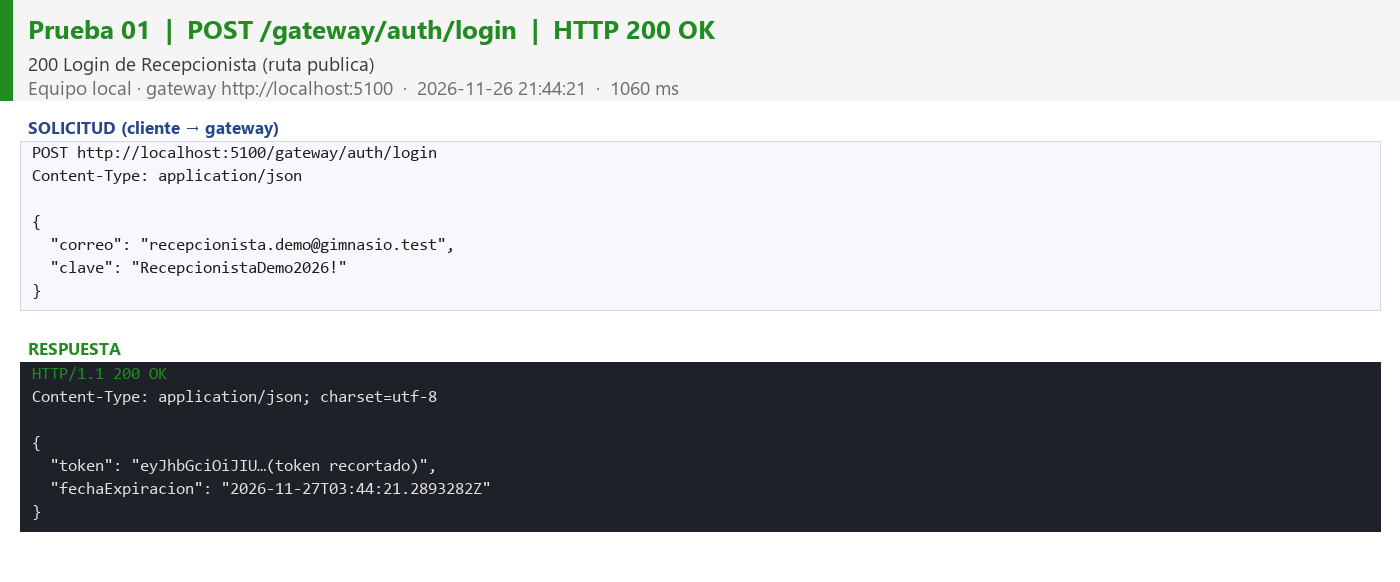 Prueba 01 | POST /gateway/auth/login | HTTP 200 OK
200 Login de Recepcionista (ruta publica)
Equipo local · gateway http://localhost:5100 · 2026-11-26 21:44:21 · 1060 ms
SOLICITUD (cliente → gateway)
POST http://localhost:5100/gateway/auth/login
Content-Type: application/json
{
"correo": "recepcionista.demo@gimnasio.test",
"clave": "RecepcionistaDemo2026!"
}
RESPUESTA
HTTP/1.1 200 OK
Content-Type: application/json; charset=utf-8
{
"token": "eyJhbGciOiJIU…(token recortado)",
"fechaExpiracion": "2026-11-27T03:44:21.2893282Z"
}